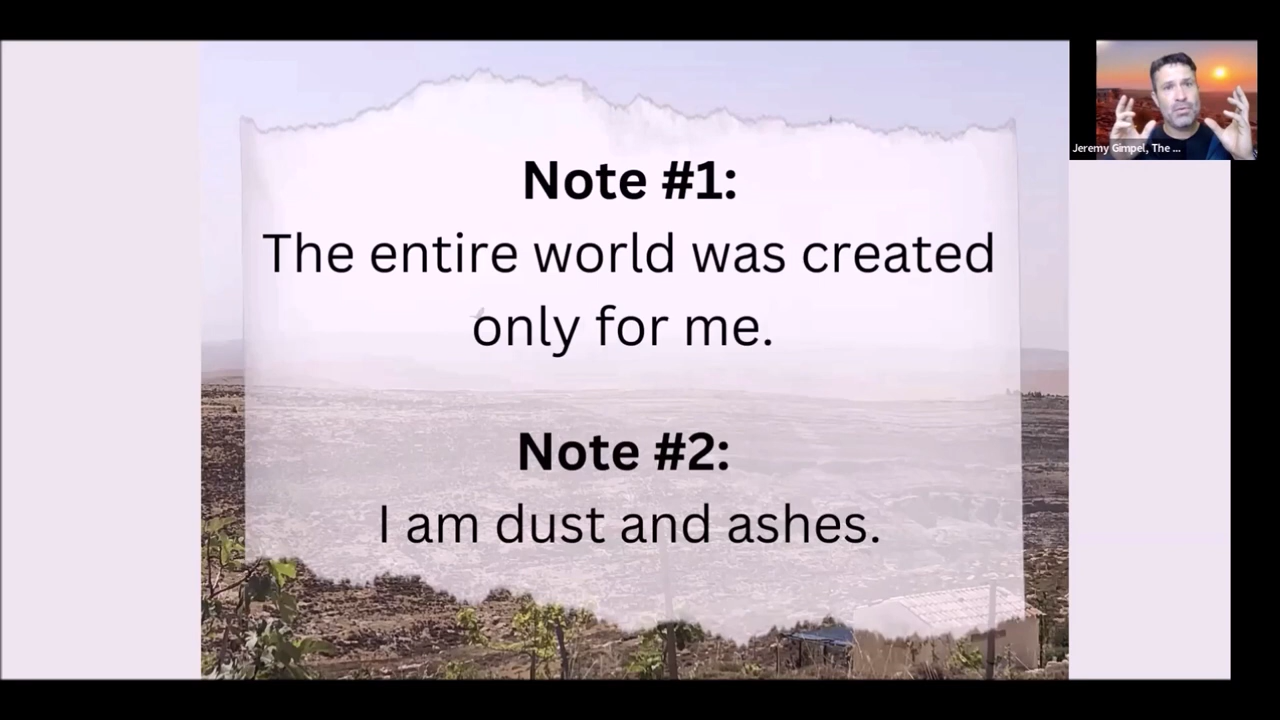 Note #1:
The entire world was created
only for me.
Note #2:
I am dust and ashes.
Jeremy Gimpel, The ...